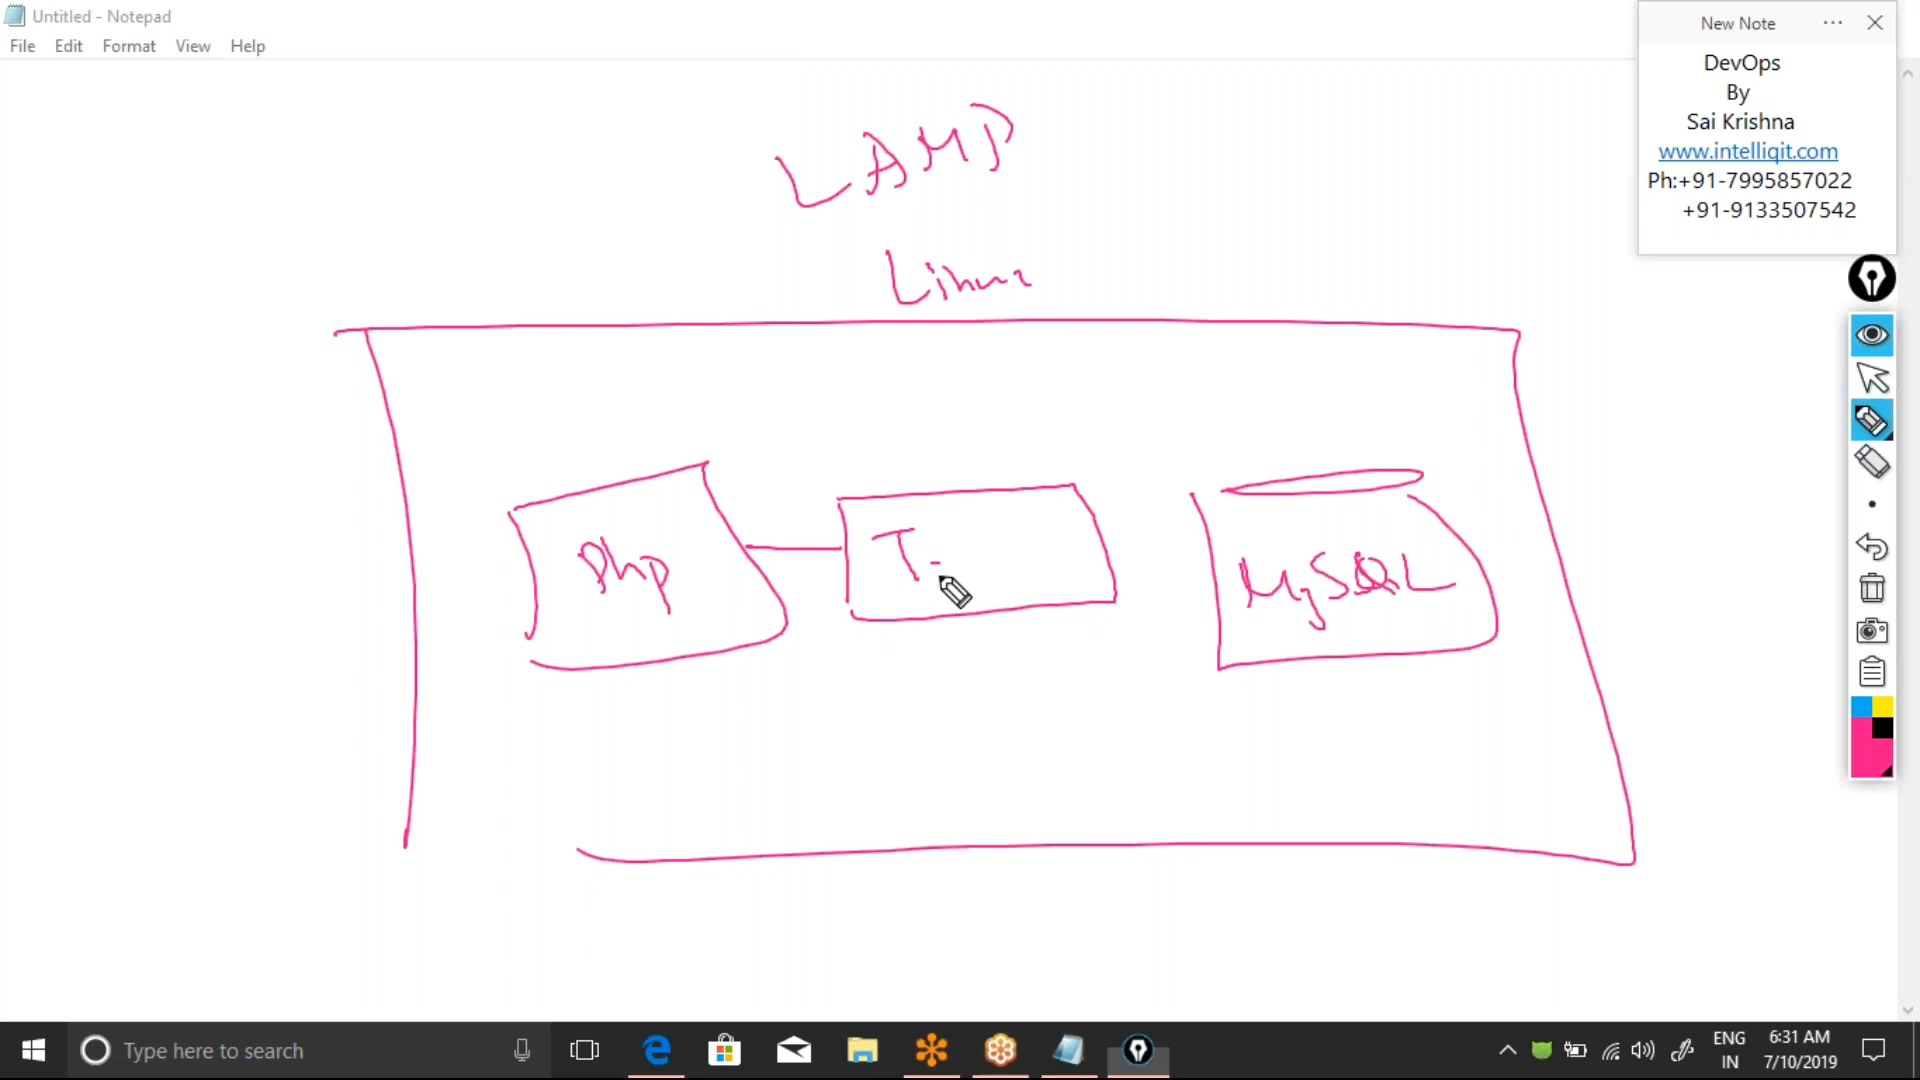 Untitled - Notepad
File Edit Format View Help
New Note
DevOps
By
Sai Krishna
www.intelliqit.com
Ph:+91-7995857022
+91-9133507542
LAMP
Linux
Php
T-
MySQL
Type here to search
ENG
IN
6:31 AM
7/10/2019